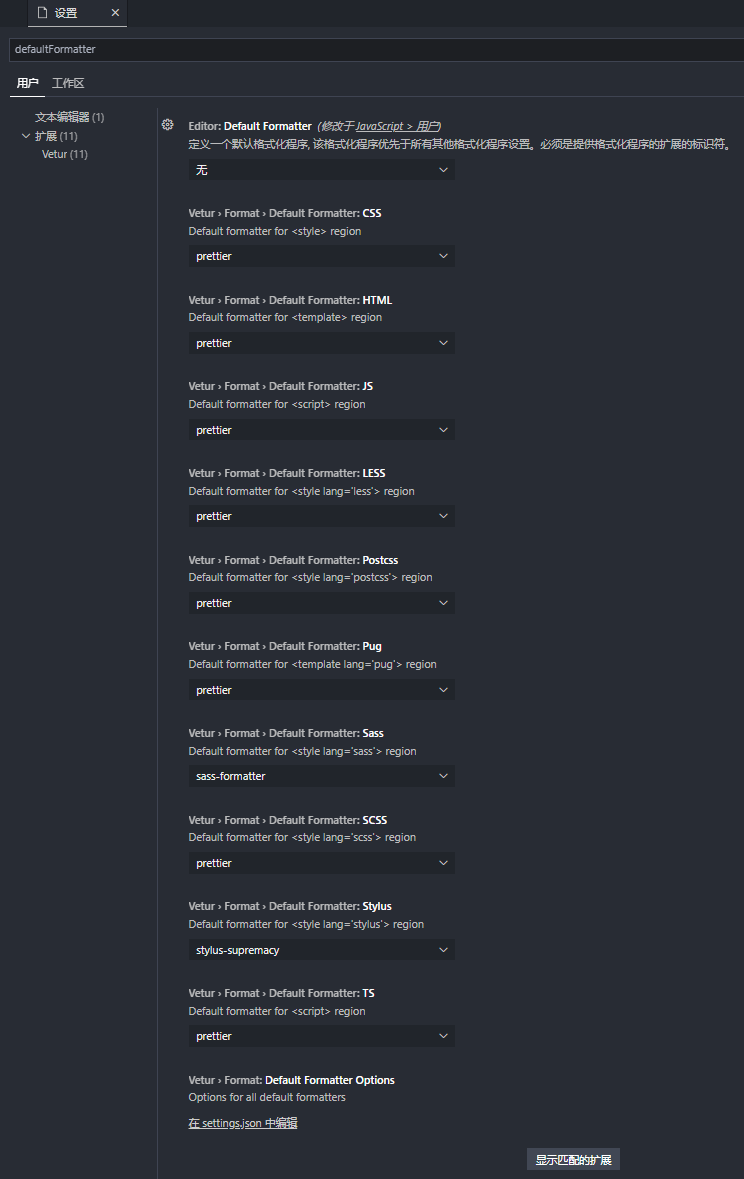 设置
defaultFormatter
用户 工作区
文本编辑器 (1)
扩展 (11)
Vetur (11)
Editor: Default Formatter (修改于 JavaScript > 用户)
定义一个默认格式化程序, 该格式化程序优先于所有其他格式化程序设置。必须是提供格式化程序的扩展的标识符。
无
Vetur › Format › Default Formatter: CSS
Default formatter for <style> region
prettier
Vetur › Format › Default Formatter: HTML
Default formatter for <template> region
prettier
Vetur › Format › Default Formatter: JS
Default formatter for <script> region
prettier
Vetur › Format › Default Formatter: LESS
Default formatter for <style lang='less'> region
prettier
Vetur › Format › Default Formatter: Postcss
Default formatter for <style lang='postcss'> region
prettier
Vetur › Format › Default Formatter: Pug
Default formatter for <template lang='pug'> region
prettier
Vetur › Format › Default Formatter: Sass
Default formatter for <style lang='sass'> region
sass-formatter
Vetur › Format › Default Formatter: SCSS
Default formatter for <style lang='scss'> region
prettier
Vetur › Format › Default Formatter: Stylus
Default formatter for <style lang='stylus'> region
stylus-supremacy
Vetur › Format › Default Formatter: TS
Default formatter for <script> region
prettier
Vetur › Format: Default Formatter Options
Options for all default formatters
在 settings.json 中编辑
显示匹配的扩展